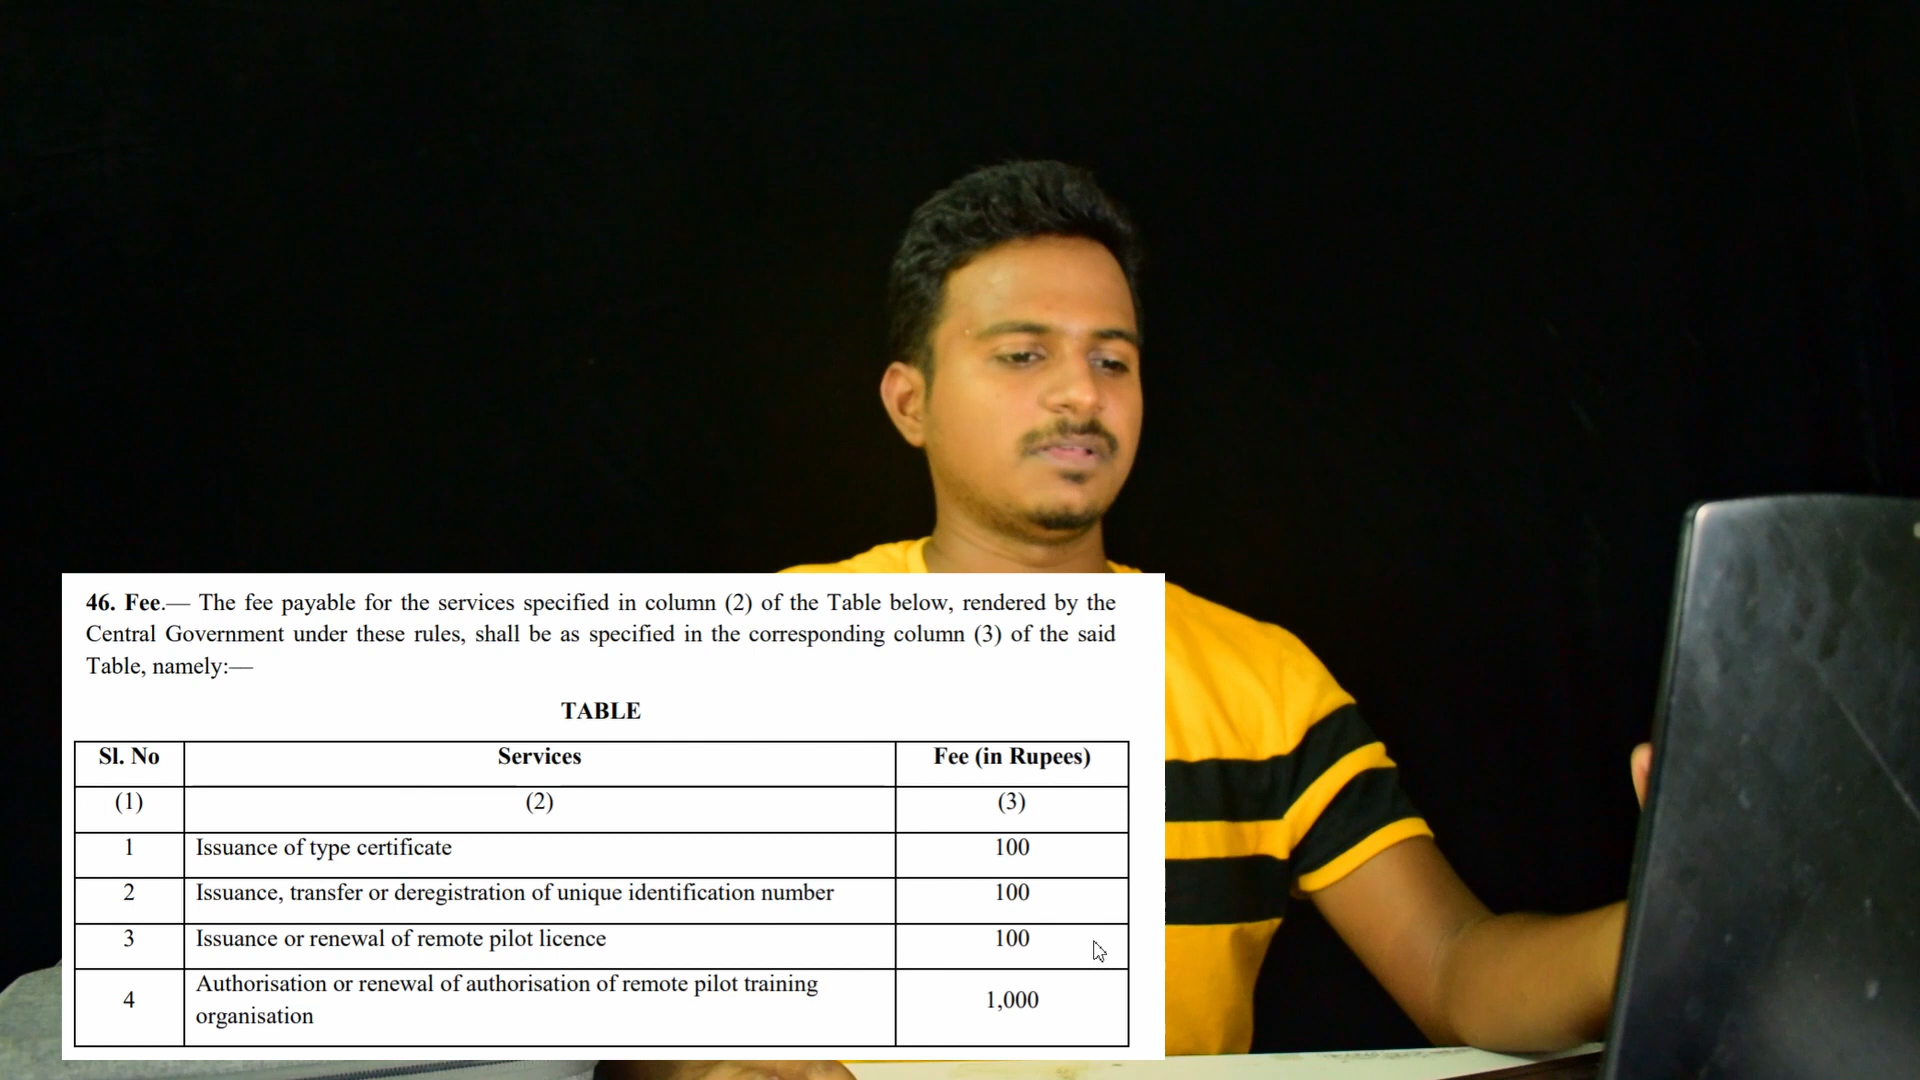 46. Fee.— The fee payable for the services specified in column (2) of the Table below, rendered by the
Central Government under these rules, shall be as specified in the corresponding column (3) of the said
Table, namely:—
TABLE
Sl. No Services Fee (in Rupees)
(1) (2) (3)
1 Issuance of type certificate 100
2 Issuance, transfer or deregistration of unique identification number 100
3 Issuance or renewal of remote pilot licence 100
4 Authorisation or renewal of authorisation of remote pilot training
organisation 1,000